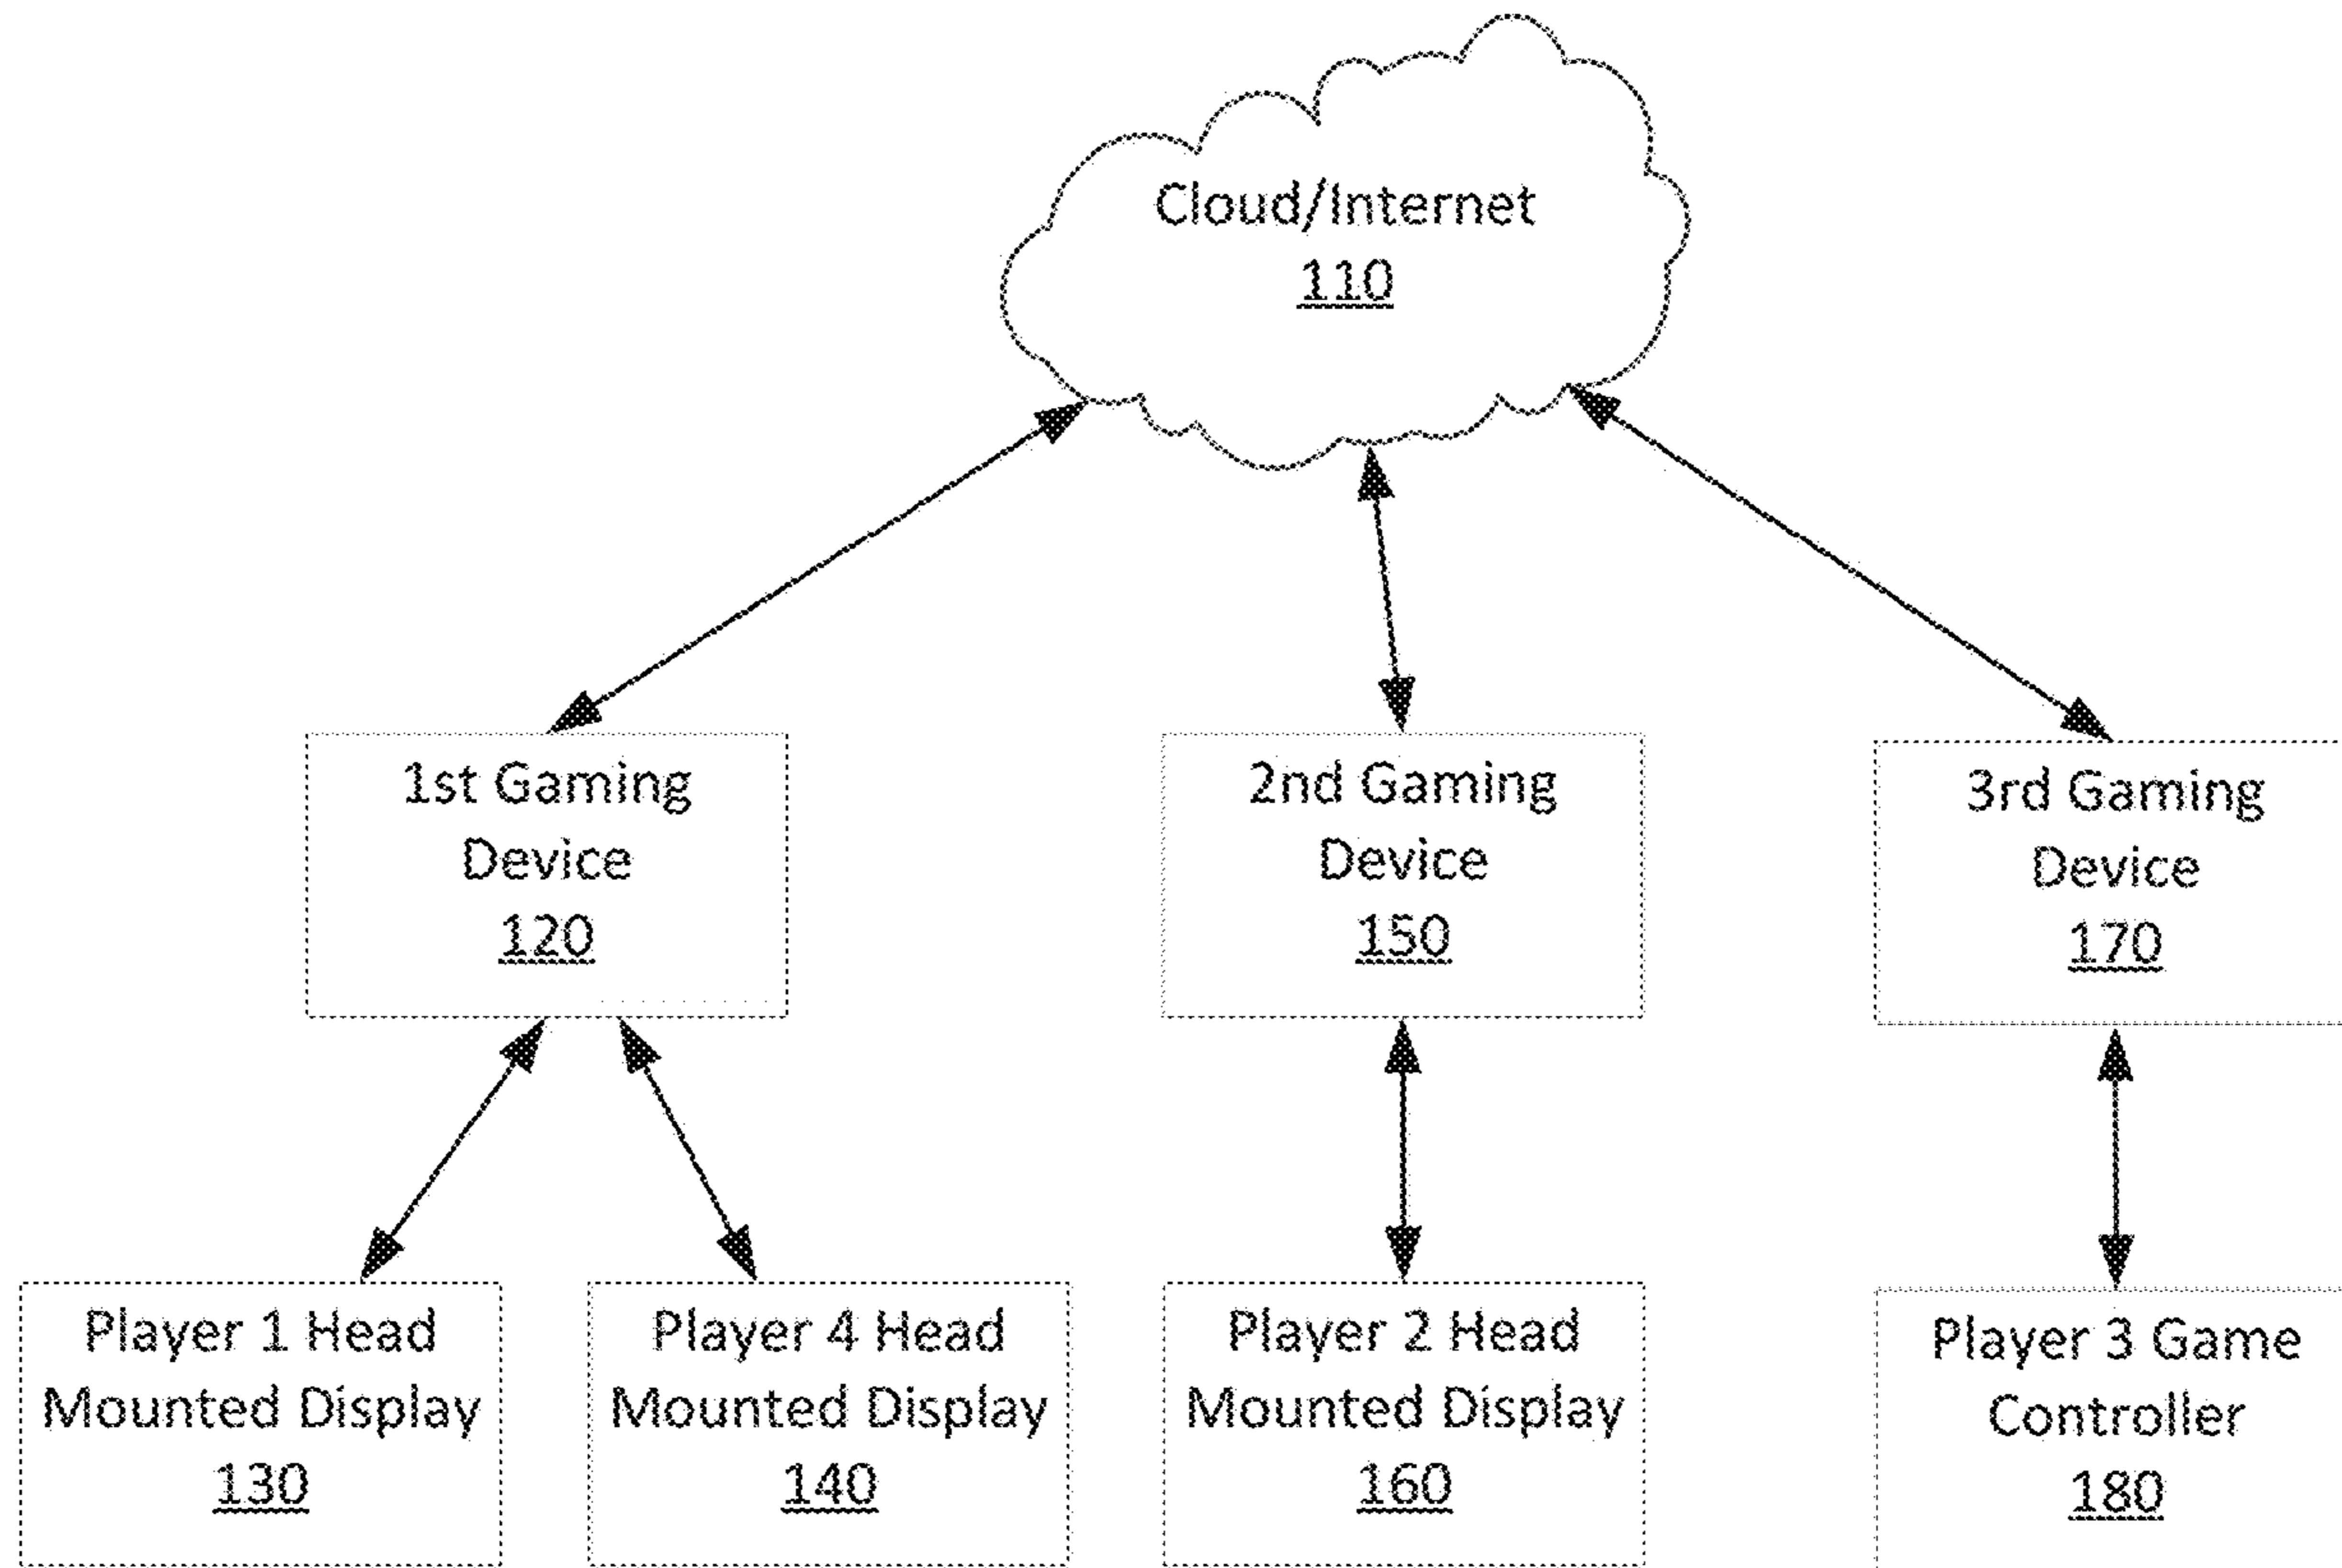 Cloud/Internet
110
1st Gaming
Device
120
2nd Gaming
Device
150
3rd Gaming
Device
170
Player 1 Head
Mounted Display
130
Player 4 Head
Mounted Display
140
Player 2 Head
Mounted Display
160
Player 3 Game
Controller
180